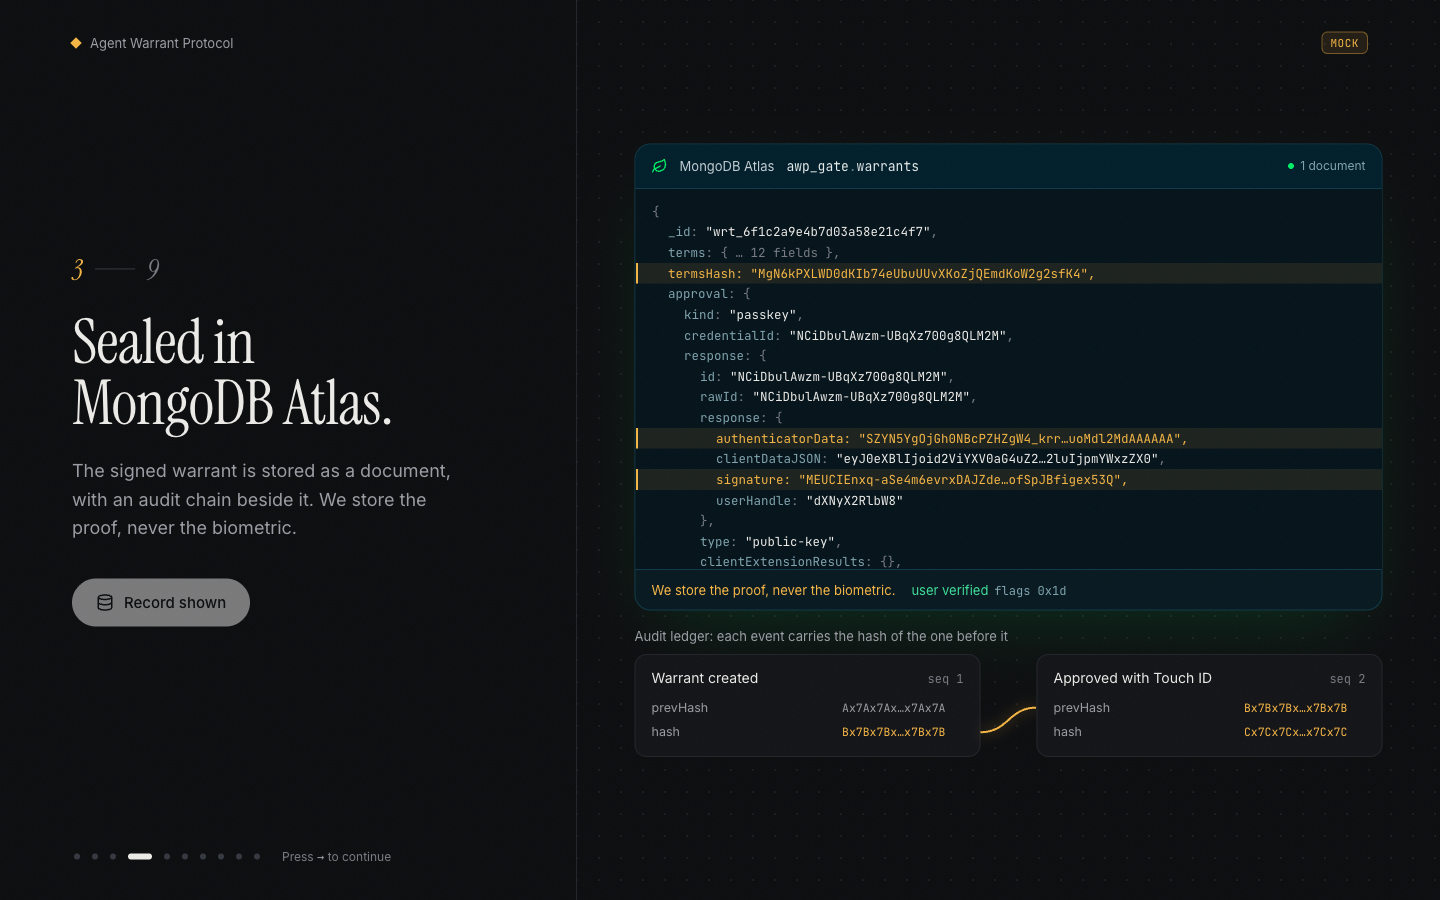 Agent Warrant Protocol
MOCK
3 9
Sealed in
MongoDB Atlas.
The signed warrant is stored as a document,
with an audit chain beside it. We store the
proof, never the biometric.
Record shown
Press → to continue
MongoDB Atlas awp_gate.warrants
1 document
{
_id: "wrt_6f1c2a9e4b7d03a58e21c4f7",
terms: { … 12 fields },
termsHash: "MgN6kPXLWD0dKIb74eUbuUUvXKoZjQEmdKoW2g2sfK4",
approval: {
kind: "passkey",
credentialId: "NCiDbulAwzm-UBqXz700g8QLM2M",
response: {
id: "NCiDbulAwzm-UBqXz700g8QLM2M",
rawId: "NCiDbulAwzm-UBqXz700g8QLM2M",
response: {
authenticatorData: "SZYN5YgOjGh0NBcPZHZgW4_krr…uoMdl2MdAAAAAA",
clientDataJSON: "eyJ0eXBlIjoid2ViYXV0aG4uZ2…2luIjpmYWxzZX0",
signature: "MEUCIEnxq-aSe4m6evrxDAJZde…ofSpJBfigex53Q",
userHandle: "dXNyX2RlbW8"
},
type: "public-key",
clientExtensionResults: {},
We store the proof, never the biometric. user verified flags 0x1d
Audit ledger: each event carries the hash of the one before it
Warrant created seq 1
prevHash Ax7Ax7Ax…x7Ax7A
hash Bx7Bx7Bx…x7Bx7B
Approved with Touch ID seq 2
prevHash Bx7Bx7Bx…x7Bx7B
hash Cx7Cx7Cx…x7Cx7C